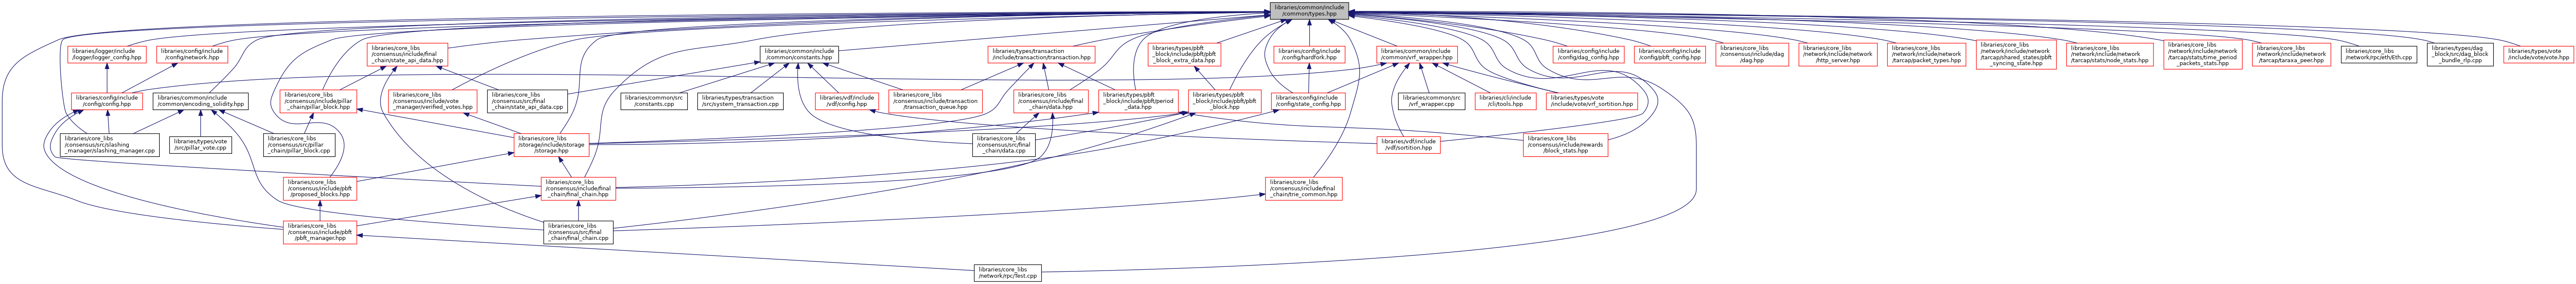 libraries/common/include
/common/types.hpp
libraries/logger/include
/logger/logger_config.hpp
libraries/config/include
/config/network.hpp
libraries/core_libs
/consensus/include/final
_chain/state_api_data.hpp
libraries/common/include
/common/constants.hpp
libraries/types/transaction
/include/transaction/transaction.hpp
libraries/types/pbft
_block/include/pbft/pbft
_block_extra_data.hpp
libraries/config/include
/config/hardfork.hpp
libraries/common/include
/common/vrf_wrapper.hpp
libraries/config/include
/config/dag_config.hpp
libraries/config/include
/config/pbft_config.hpp
libraries/core_libs
/consensus/include/dag
/dag.hpp
libraries/core_libs
/network/include/network
/http_server.hpp
libraries/core_libs
/network/include/network
/tarcap/packet_types.hpp
libraries/core_libs
/network/include/network
/tarcap/shared_states/pbft
_syncing_state.hpp
libraries/core_libs
/network/include/network
/tarcap/stats/node_stats.hpp
libraries/core_libs
/network/include/network
/tarcap/stats/time_period
_packets_stats.hpp
libraries/core_libs
/network/include/network
/tarcap/taraxa_peer.hpp
libraries/core_libs
/network/rpc/eth/Eth.cpp
libraries/types/dag
_block/src/dag_block
_bundle_rlp.cpp
libraries/types/vote
/include/vote/vote.hpp
libraries/config/include
/config/config.hpp
libraries/common/include
/common/encoding_solidity.hpp
libraries/core_libs
/consensus/include/pillar
_chain/pillar_block.hpp
libraries/core_libs
/consensus/include/vote
_manager/verified_votes.hpp
libraries/core_libs
/consensus/src/final
_chain/state_api_data.cpp
libraries/common/src
/constants.cpp
libraries/types/transaction
/src/system_transaction.cpp
libraries/vdf/include
/vdf/config.hpp
libraries/core_libs
/consensus/include/transaction
/transaction_queue.hpp
libraries/core_libs
/consensus/include/final
_chain/data.hpp
libraries/types/pbft
_block/include/pbft/period
_data.hpp
libraries/types/pbft
_block/include/pbft/pbft
_block.hpp
libraries/config/include
/config/state_config.hpp
libraries/common/src
/vrf_wrapper.cpp
libraries/cli/include
/cli/tools.hpp
libraries/types/vote
/include/vote/vrf_sortition.hpp
libraries/core_libs
/consensus/src/slashing
_manager/slashing_manager.cpp
libraries/types/vote
/src/pillar_vote.cpp
libraries/core_libs
/consensus/src/pillar
_chain/pillar_block.cpp
libraries/core_libs
/storage/include/storage
/storage.hpp
libraries/core_libs
/consensus/src/final
_chain/data.cpp
libraries/vdf/include
/vdf/sortition.hpp
libraries/core_libs
/consensus/include/rewards
/block_stats.hpp
libraries/core_libs
/consensus/include/pbft
/proposed_blocks.hpp
libraries/core_libs
/consensus/include/final
_chain/final_chain.hpp
libraries/core_libs
/consensus/include/final
_chain/trie_common.hpp
libraries/core_libs
/consensus/include/pbft
/pbft_manager.hpp
libraries/core_libs
/consensus/src/final
_chain/final_chain.cpp
libraries/core_libs
/network/rpc/Test.cpp